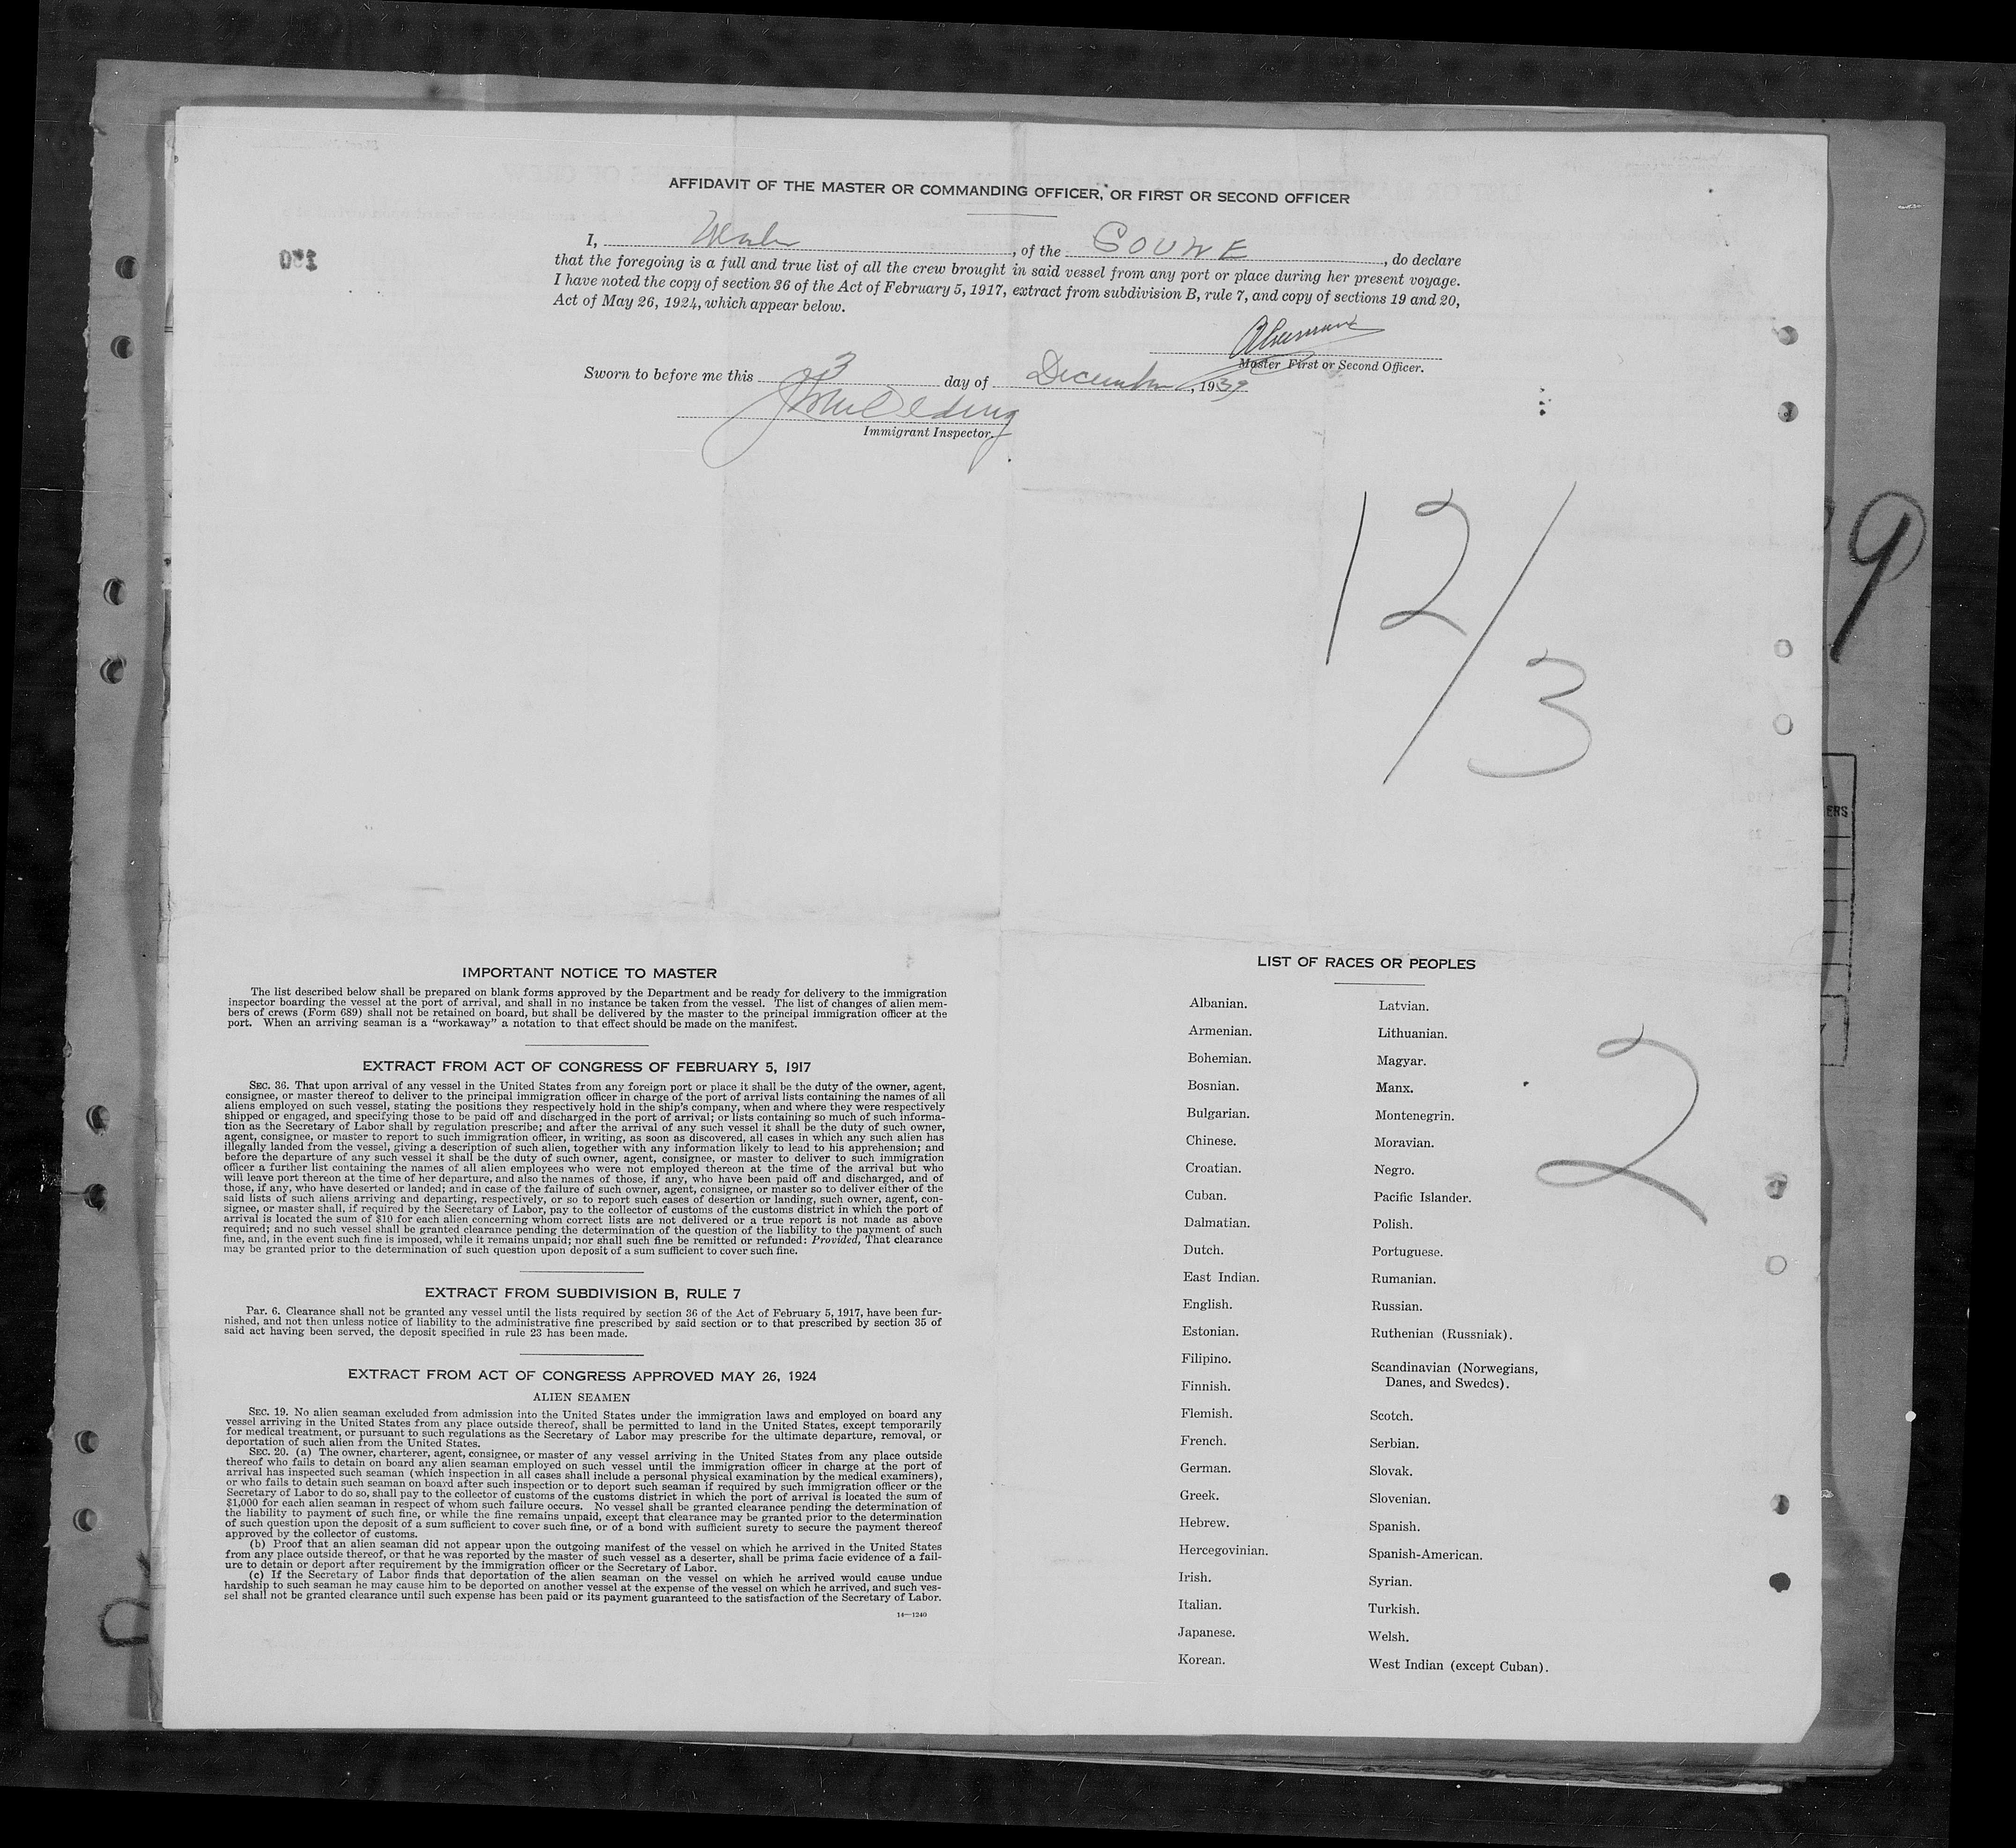 AFFIDAVIT OF THE MASTER OR COMMANDING OFFICER, OR FIRST OR SECOND OFFICER
I, Master, of the GOUWE, do declare
that the foregoing is a full and true list of all the crew brought in said vessel from any port or place during her present voyage.
I have noted the copy of section 36 of the Act of February 5, 1917, extract from subdivision B, rule 7, and copy of sections 19 and 20,
Act of May 26, 1924, which appear below.
Master First or Second Officer.
Sworn to before me this 3 day of December, 1939
Immigrant Inspector.
12/3
9
ERS
IMPORTANT NOTICE TO MASTER
The list described below shall be prepared on blank forms approved by the Department and be ready for delivery to the immigration
inspector boarding the vessel at the port of arrival, and shall in no instance be taken from the vessel. The list of changes of alien mem-
bers of crews (Form 689) shall not be retained on board, but shall be delivered by the master to the principal immigration officer at the
port. When an arriving seaman is a "workaway" a notation to that effect should be made on the manifest.
EXTRACT FROM ACT OF CONGRESS OF FEBRUARY 5, 1917
SEC. 36. That upon arrival of any vessel in the United States from any foreign port or place it shall be the duty of the owner, agent,
consignee, or master thereof to deliver to the principal immigration officer in charge of the port of arrival lists containing the names of all
aliens employed on such vessel, stating the positions they respectively hold in the ship's company, when and where they were respectively
shipped or engaged, and specifying those to be paid off and discharged in the port of arrival; or lists containing so much of such informa-
tion as the Secretary of Labor shall by regulation prescribe; and after the arrival of any such vessel it shall be the duty of such owner,
agent, consignee, or master to report to such immigration officer, in writing, as soon as discovered, all cases in which any such alien has
illegally landed from the vessel, giving a description of such alien, together with any information likely to lead to his apprehension; and
before the departure of any such vessel it shall be the duty of such owner, agent, consignee, or master to deliver to such immigration
officer a further list containing the names of all alien employees who were not employed thereon at the time of the arrival but who
will leave port thereon at the time of her departure, and also the names of those, if any, who have been paid off and discharged, and of
those, if any, who have deserted or landed; and in case of the failure of such owner, agent, consignee, or master so to deliver either of the
said lists of such aliens arriving and departing, respectively, or so to report such cases of desertion or landing, such owner, agent, con-
signee, or master shall, if required by the Secretary of Labor, pay to the collector of customs of the customs district in which the port of
arrival is located the sum of $10 for each alien concerning whom correct lists are not delivered or a true report is not made as above
required; and no such vessel shall be granted clearance pending the determination of the question of the liability to the payment of such
fine, and, in the event such fine is imposed, while it remains unpaid; nor shall such fine be remitted or refunded: Provided, That clearance
may be granted prior to the determination of such question upon deposit of a sum sufficient to cover such fine.
EXTRACT FROM SUBDIVISION B, RULE 7
Par. 6. Clearance shall not be granted any vessel until the lists required by section 36 of the Act of February 5, 1917, have been fur-
nished, and not then unless notice of liability to the administrative fine prescribed by said section or to that prescribed by section 35 of
said act having been served, the deposit specified in rule 23 has been made.
EXTRACT FROM ACT OF CONGRESS APPROVED MAY 26, 1924
ALIEN SEAMEN
SEC. 19. No alien seaman excluded from admission into the United States under the immigration laws and employed on board any
vessel arriving in the United States from any place outside thereof, shall be permitted to land in the United States, except temporarily
for medical treatment, or pursuant to such regulations as the Secretary of Labor may prescribe for the ultimate departure, removal, or
deportation of such alien from the United States.
SEC. 20. (a) The owner, charterer, agent, consignee, or master of any vessel arriving in the United States from any place outside
thereof who fails to detain on board any alien seaman employed on such vessel until the immigration officer in charge at the port of
arrival has inspected such seaman (which inspection in all cases shall include a personal physical examination by the medical examiners),
or who fails to detain such seaman on board after such inspection or to deport such seaman if required by such immigration officer or the
Secretary of Labor to do so, shall pay to the collector of customs of the customs district in which the port of arrival is located the sum of
$1,000 for each alien seaman in respect of whom such failure occurs. No vessel shall be granted clearance pending the determination of
the liability to payment of such fine, or while the fine remains unpaid, except that clearance may be granted prior to the determination
of such question upon the deposit of a sum sufficient to cover such fine, or of a bond with sufficient surety to secure the payment thereof
approved by the collector of customs.
(b) Proof that an alien seaman did not appear upon the outgoing manifest of the vessel on which he arrived in the United States
from any place outside thereof, or that he was reported by the master of such vessel as a deserter, shall be prima facie evidence of a fail-
ure to detain or deport after requirement by the immigration officer or the Secretary of Labor.
(c) If the Secretary of Labor finds that deportation of the alien seaman on the vessel on which he arrived would cause undue
hardship to such seaman he may cause him to be deported on another vessel at the expense of the vessel on which he arrived, and such ves-
sel shall not be granted clearance until such expense has been paid or its payment guaranteed to the satisfaction of the Secretary of Labor.
14—1240
LIST OF RACES OR PEOPLES
Albanian. Latvian.
Armenian. Lithuanian.
Bohemian. Magyar.
Bosnian. Manx.
Bulgarian. Montenegrin.
Chinese. Moravian.
Croatian. Negro.
Cuban. Pacific Islander.
Dalmatian. Polish.
Dutch. Portuguese.
East Indian. Rumanian.
English. Russian.
Estonian. Ruthenian (Russniak).
Filipino. Scandinavian (Norwegians,
Finnish. Danes, and Swedes).
Flemish. Scotch.
French. Serbian.
German. Slovak.
Greek. Slovenian.
Hebrew. Spanish.
Hercegovinian. Spanish-American.
Irish. Syrian.
Italian. Turkish.
Japanese. Welsh.
Korean. West Indian (except Cuban).
2